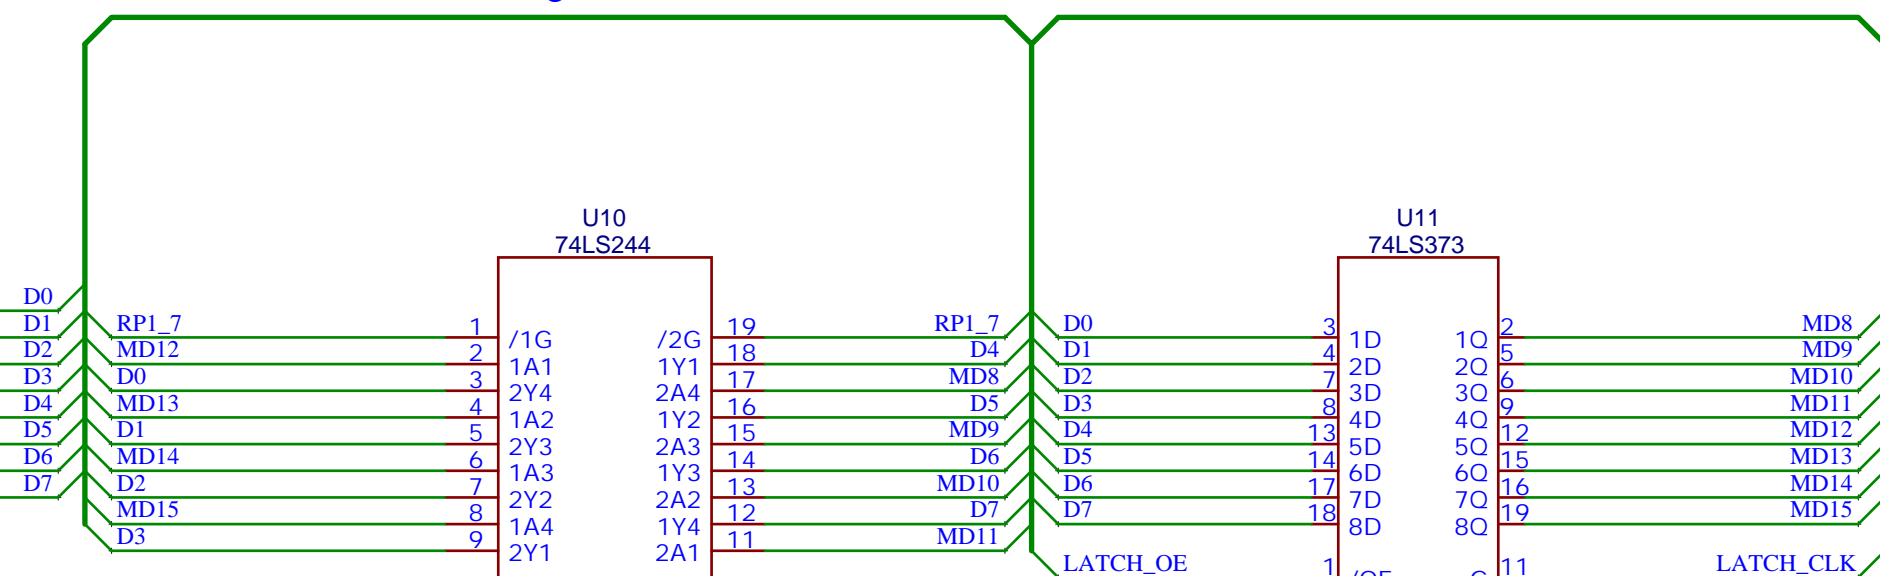 U10
74LS244
U11
74LS373
D0
D1
D2
D3
D4
D5
D6
D7
RP1_7
MD12
D0
MD13
D1
MD14
D2
MD15
D3
1
2
3
4
5
6
7
8
9
/1G
1A1
2Y4
1A2
2Y3
1A3
2Y2
1A4
2Y1
/2G
1Y1
2A4
1Y2
2A3
1Y3
2A2
1Y4
2A1
19
18
17
16
15
14
13
12
11
RP1_7
D4
MD8
D5
MD9
D6
MD10
D7
MD11
D0
D1
D2
D3
D4
D5
D6
D7
LATCH_OE
3
4
7
8
13
14
17
18
1
1D
2D
3D
4D
5D
6D
7D
8D
1Q
2Q
3Q
4Q
5Q
6Q
7Q
8Q
2
5
6
9
12
15
16
19
11
MD8
MD9
MD10
MD11
MD12
MD13
MD14
MD15
LATCH_CLK